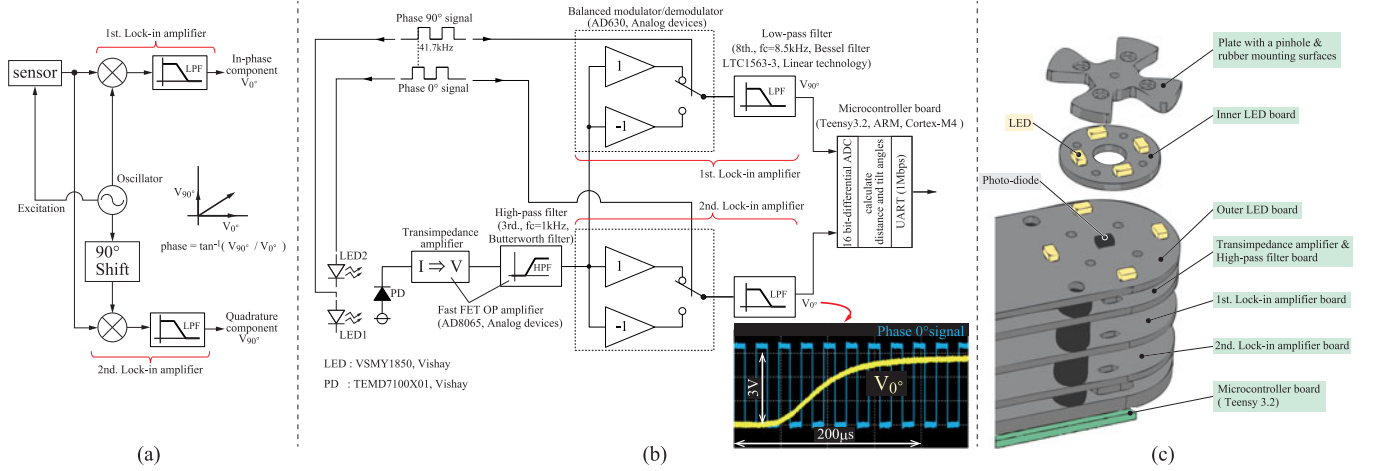 1st. Lock-in amplifier
sensor
LPF
In-phase
component
V0°
Oscillator
Excitation
V90°
V0°
phase = tan-1( V90° / V0° )
90°
Shift
LPF
Quadrature
component
V90°
2nd. Lock-in amplifier
(a)
Phase 90° signal
41.7kHz
Phase 0° signal
Balanced modulator/demodulator
(AD630, Analog devices)
1
-1
Low-pass filter
(8th., fc=8.5kHz, Bessel filter
LTC1563-3, Linear technology)
LPF
V90°
1st. Lock-in amplifier
Microcontroller board
(Teensy3.2, ARM, Cortex-M4 )
16 bit-differential ADC
calculate
distance and tilt angles
UART (1Mbps)
2nd. Lock-in amplifier
High-pass filter
(3rd., fc=1kHz,
Butterworth filter)
Transimpedance
amplifier
LED2
LED1
PD
I ⇒ V
HPF
Fast FET OP amplifier
(AD8065, Analog devices)
1
-1
LPF
V0°
LED : VSMY1850, Vishay
PD : TEMD7100X01, Vishay
Phase 0°signal
3V
V0°
200μs
(b)
Plate with a pinhole &
rubber mounting surfaces
LED
Inner LED board
Photo-diode
Outer LED board
Transimpedance amplifier &
High-pass filter board
1st. Lock-in amplifier board
2nd. Lock-in amplifier board
Microcontroller board
( Teensy 3.2)
(c)